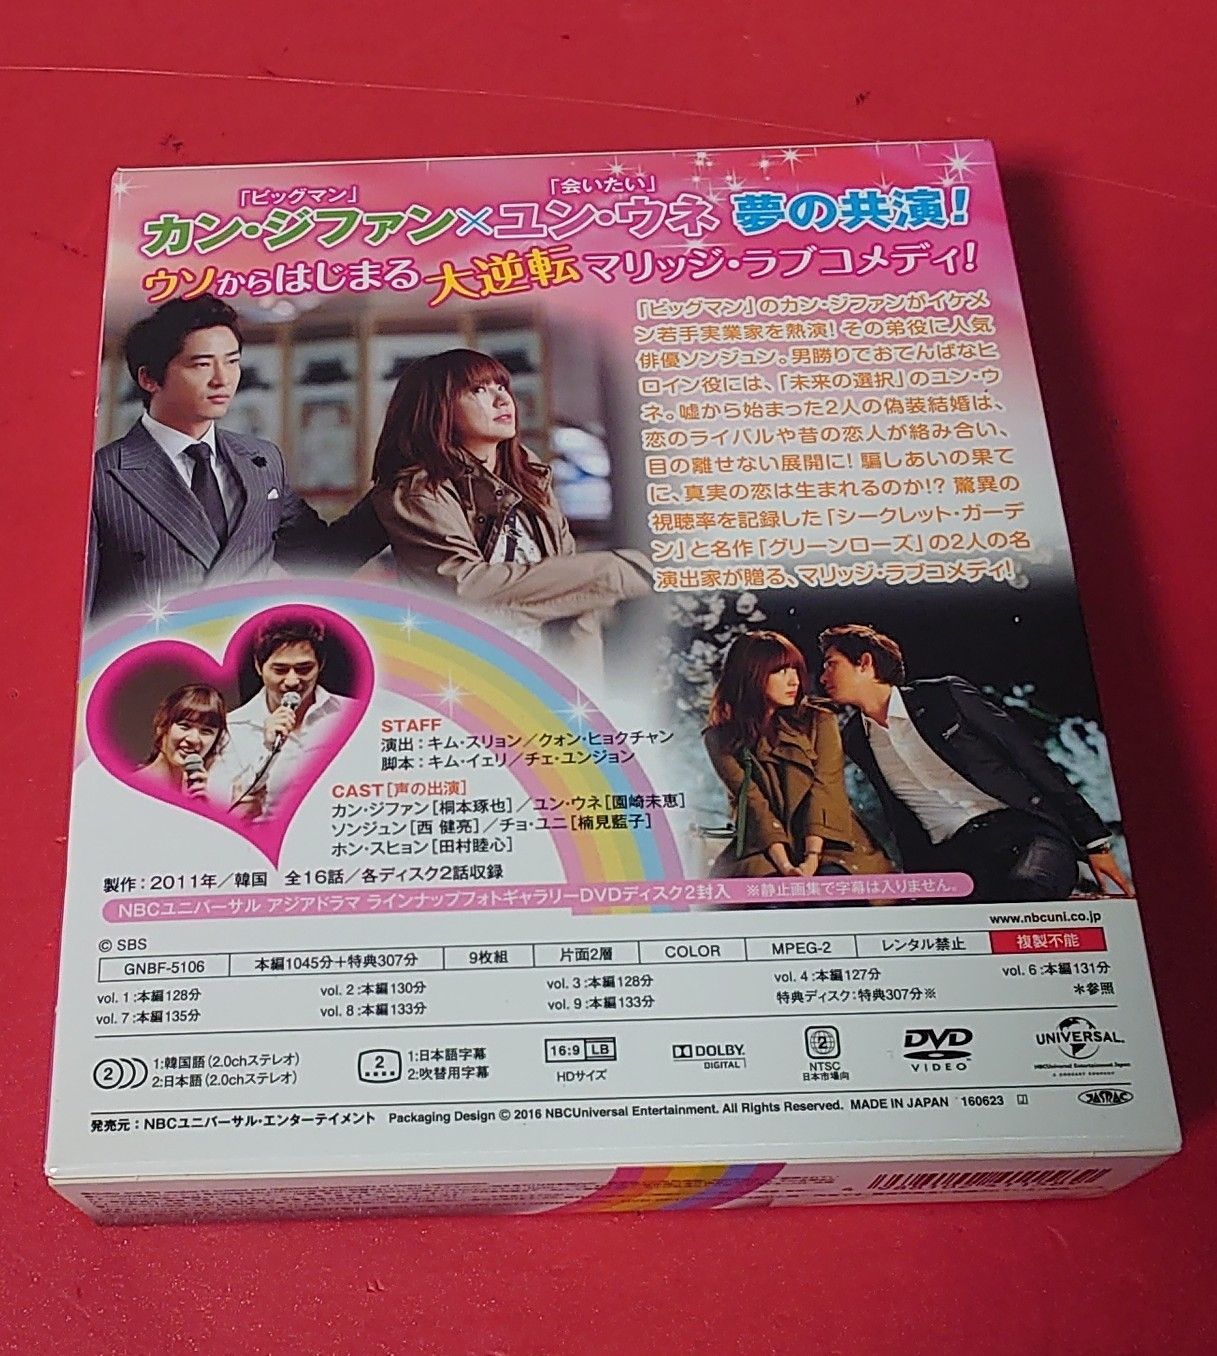 「ビッグマン」 「会いたい」
カン・ジファン×ユン・ウネ 夢の共演!
ウソからはじまる 大逆転 マリッジ・ラブコメディ!
「ビッグマン」のカン・ジファンがイケメ
ン若手実業家を熱演! その弟役に人気
俳優ソンジュン。男勝りでおてんばなヒ
ロイン役には、「未来の選択」のユン・ウ
ネ。嘘から始まった2人の偽装結婚は、
恋のライバルや昔の恋人が絡み合い、
目の離せない展開に! 騙しあいの果て
に、真実の恋は生まれるのか!? 驚異の
視聴率を記録した「シークレット・ガーデ
ン」と名作「グリーンローズ」の2人の名
演出家が贈る、マリッジ・ラブコメディ!
STAFF
演出:キム・スリョン/クォン・ヒョクチャン
脚本:キム・イェリ/チェ・ユンジョン
CAST[声の出演]
カン・ジファン[桐本琢也]/ユン・ウネ[園崎未恵]
ソンジュン[西 健亮]/チョ・ユニ[楠見藍子]
ホン・スヒョン[田村睦心]
製作:2011年/韓国 全16話/各ディスク2話収録
NBCユニバーサル アジアドラマ ラインナップフォトギャラリーDVDディスク2封入 ※静止画集で字幕は入りません。
www.nbcuni.co.jp
© SBS
GNBF-5106 本編1045分+特典307分 9枚組 片面2層 COLOR MPEG-2 レンタル禁止 複製不能
vol. 1:本編128分 vol. 2:本編130分 vol. 3:本編128分 vol. 4:本編127分 vol. 6:本編131分
vol. 7:本編135分 vol. 8:本編133分 vol. 9:本編133分 特典ディスク:特典307分※ *参照
2 1:韓国語(2.0chステレオ) 2 1:日本語字幕 16:9 LB DOLBY. 2 DVD UNIVERSAL
2:日本語(2.0chステレオ) 2:吹替用字幕 HDサイズ DIGITAL NTSC VIDEO NBCUniversal Entertainment Japan
日本市場向 A COMCAST COMPANY
発売元:NBCユニバーサル・エンターテイメント Packaging Design © 2016 NBCUniversal Entertainment. All Rights Reserved. MADE IN JAPAN 160623 JASRAC